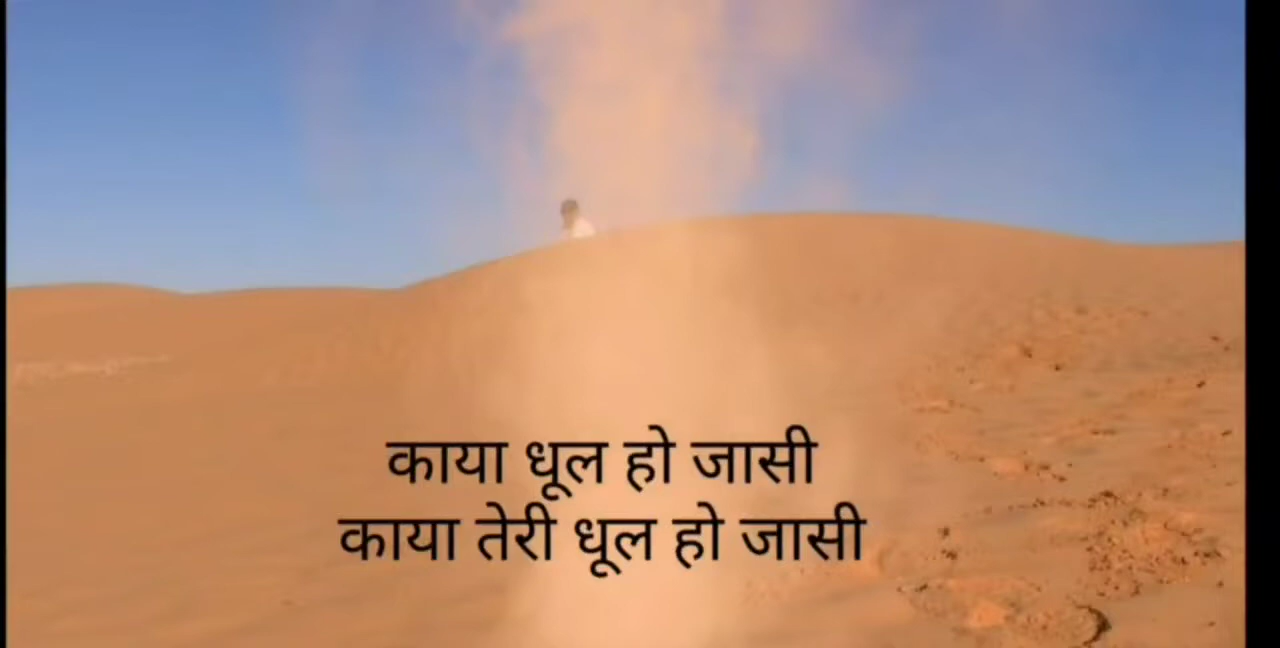 काया धूल हो जासी
काया तेरी धूल हो जासी